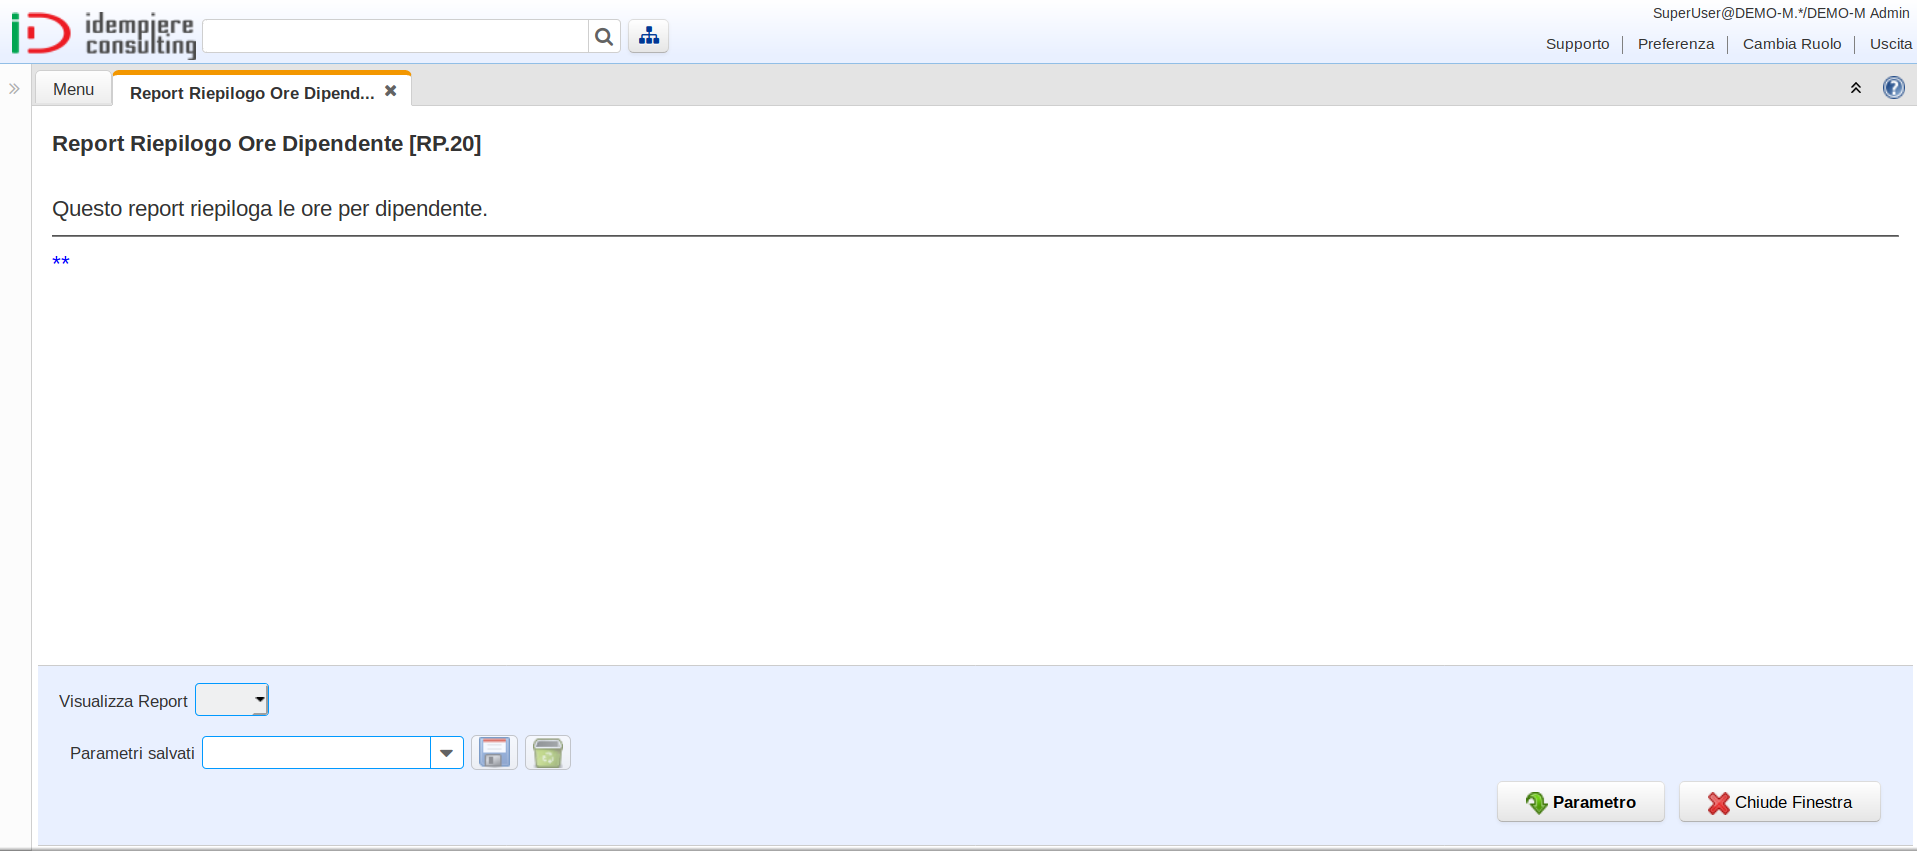 idempiere
consulting
SuperUser@DEMO-M.*/DEMO-M Admin
Supporto
Preferenza
Cambia Ruolo
Uscita
Menu
Report Riepilogo Ore Dipend...
Report Riepilogo Ore Dipendente [RP.20]
Questo report riepiloga le ore per dipendente.
**
Visualizza Report
Parametri salvati
Parametro
Chiude Finestra